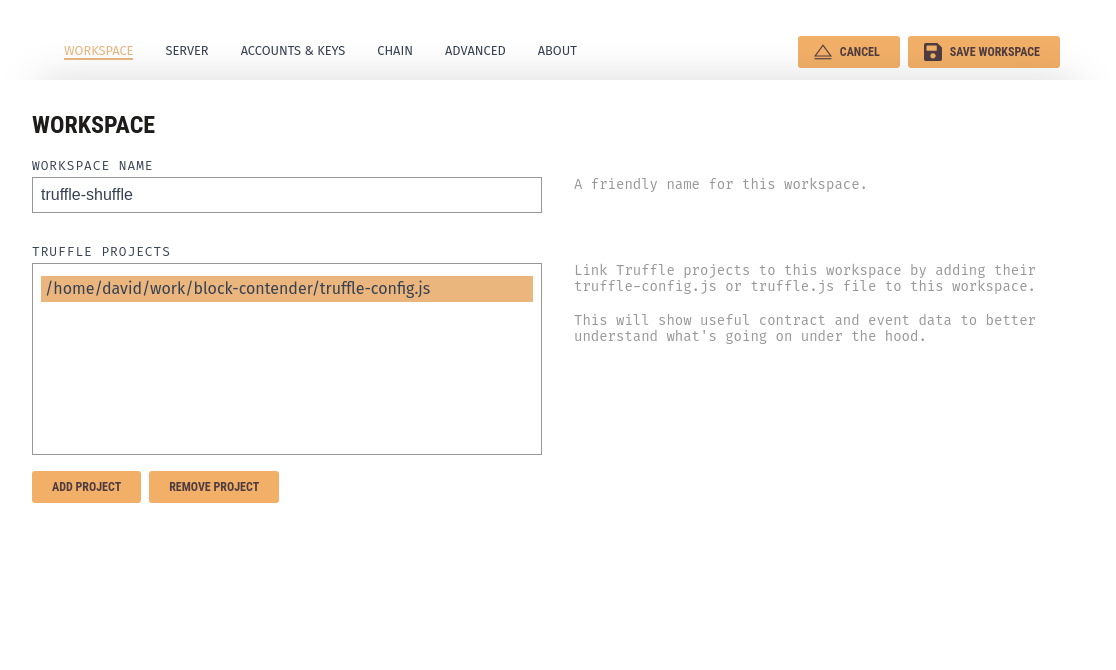 WORKSPACE SERVER ACCOUNTS & KEYS CHAIN ADVANCED ABOUT CANCEL SAVE WORKSPACE
WORKSPACE
WORKSPACE NAME
truffle-shuffle
A friendly name for this workspace.
TRUFFLE PROJECTS
/home/david/work/block-contender/truffle-config.js
Link Truffle projects to this workspace by adding their
truffle-config.js or truffle.js file to this workspace.
This will show useful contract and event data to better
understand what's going on under the hood.
ADD PROJECT REMOVE PROJECT